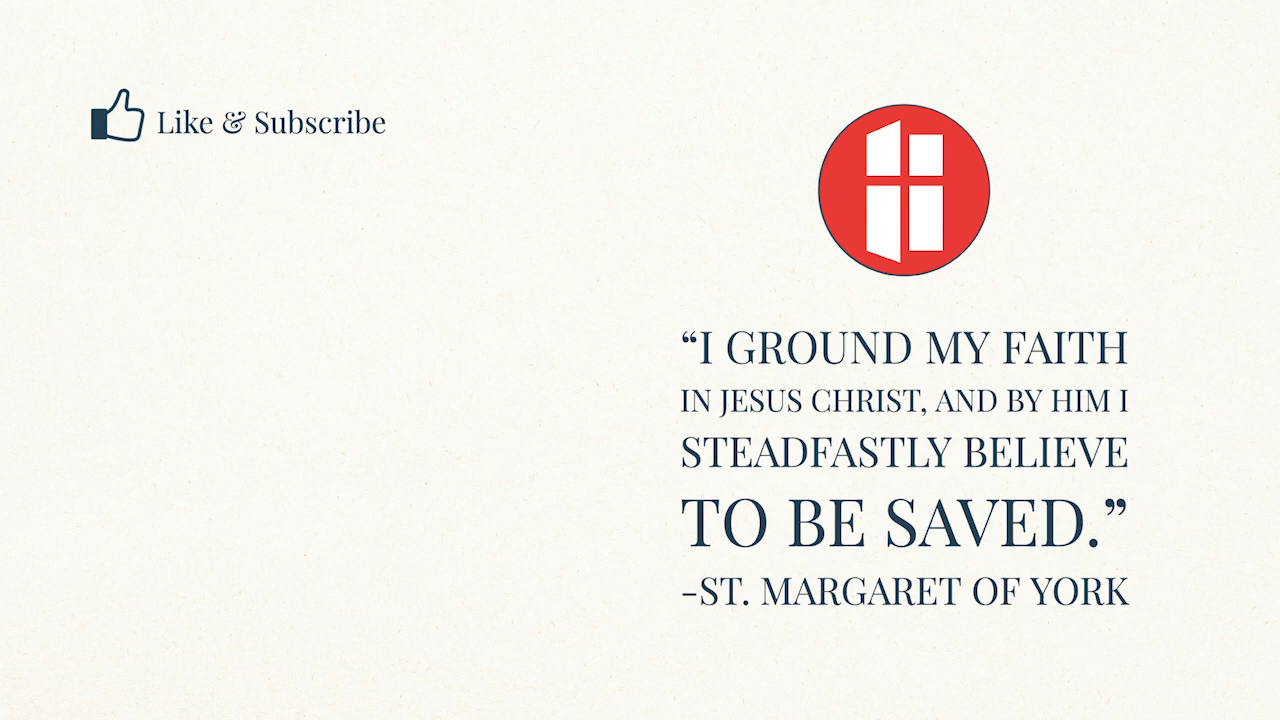 Like & Subscribe
“I GROUND MY FAITH
IN JESUS CHRIST, AND BY HIM I
STEADFASTLY BELIEVE
TO BE SAVED.”
-ST. MARGARET OF YORK